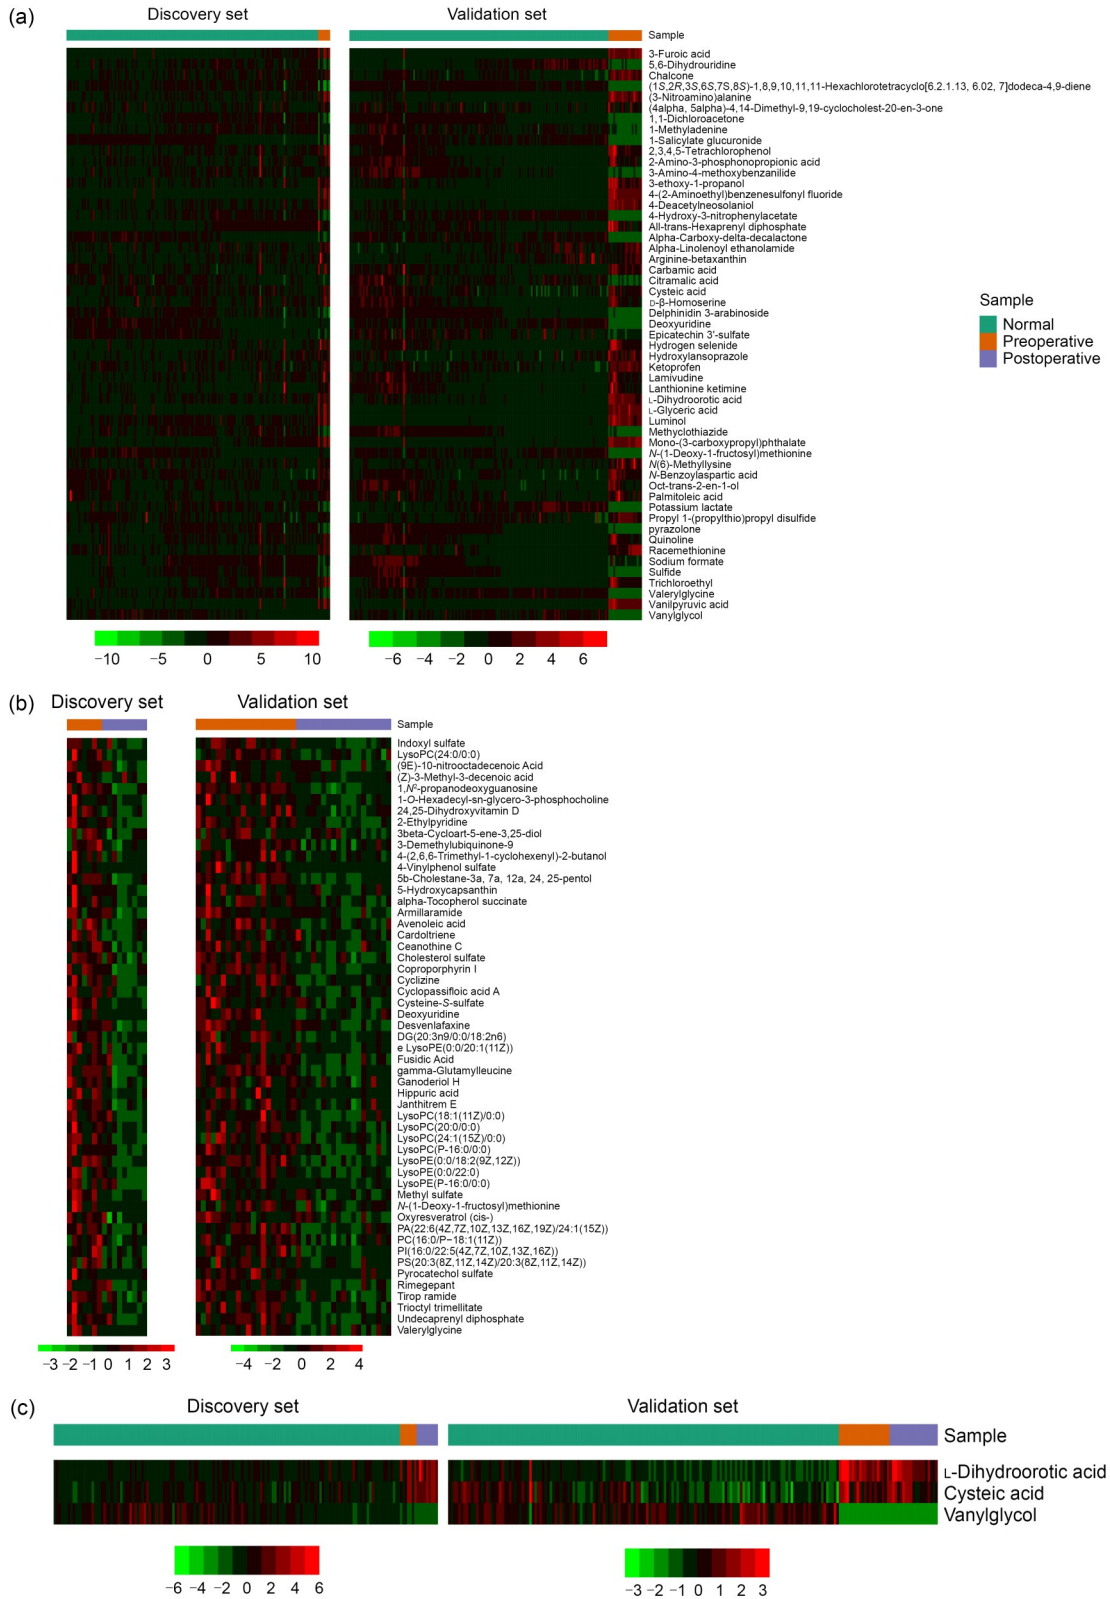 (a)
Discovery set
Validation set
Sample
3-Furoic acid
5,6-Dihydrouridine
Chalcone
(1S,2R,3S,6S,7S,8S)-1,8,9,10,11,11-Hexachlorotetracyclo[6.2.1.13, 6.02, 7]dodeca-4,9-diene
(3-Nitroamino)alanine
(4alpha, 5alpha)-4,14-Dimethyl-9,19-cyclocholest-20-en-3-one
1,1-Dichloroacetone
1-Methyladenine
1-Salicylate glucuronide
2,3,4,5-Tetrachlorophenol
2-Amino-3-phosphonopropionic acid
3-Amino-4-methoxybenzanilide
3-ethoxy-1-propanol
4-(2-Aminoethyl)benzenesulfonyl fluoride
4-Deacetylneosolaniol
4-Hydroxy-3-nitrophenylacetate
All-trans-Hexaprenyl diphosphate
Alpha-Carboxy-delta-decalactone
Alpha-Linolenoyl ethanolamide
Arginine-betaxanthin
Carbamic acid
Citramalic acid
Cysteic acid
D-β-Homoserine
Delphinidin 3-arabinoside
Deoxyuridine
Epicatechin 3'-sulfate
Hydrogen selenide
Hydroxylansoprazole
Ketoprofen
Lamivudine
Lanthionine ketimine
L-Dihydroorotic acid
L-Glyceric acid
Luminol
Methyclothiazide
Mono-(3-carboxypropyl)phthalate
N-(1-Deoxy-1-fructosyl)methionine
N(6)-Methyllysine
N-Benzoylaspartic acid
Oct-trans-2-en-1-ol
Palmitoleic acid
Potassium lactate
Propyl 1-(propylthio)propyl disulfide
pyrazolone
Quinoline
Racemethionine
Sodium formate
Sulfide
Trichloroethyl
Valerylglycine
Vanilpyruvic acid
Vanylglycol
Sample
Normal
Preoperative
Postoperative
−10 −5 0 5 10
−6 −4 −2 0 2 4 6
(b)
Discovery set
Validation set
Sample
Indoxyl sulfate
LysoPC(24:0/0:0)
(9E)-10-nitrooctadecenoic Acid
(Z)-3-Methyl-3-decenoic acid
1,N²-propanodeoxyguanosine
1-O-Hexadecyl-sn-glycero-3-phosphocholine
24,25-Dihydroxyvitamin D
2-Ethylpyridine
3beta-Cycloart-5-ene-3,25-diol
3-Demethylubiquinone-9
4-(2,6,6-Trimethyl-1-cyclohexenyl)-2-butanol
4-Vinylphenol sulfate
5b-Cholestane-3a, 7a, 12a, 24, 25-pentol
5-Hydroxycapsanthin
alpha-Tocopherol succinate
Armillaramide
Avenoleic acid
Cardoltriene
Ceanothine C
Cholesterol sulfate
Coproporphyrin I
Cyclizine
Cyclopassifloic acid A
Cysteine-S-sulfate
Deoxyuridine
Desvenlafaxine
DG(20:3n9/0:0/18:2n6)
e LysoPE(0:0/20:1(11Z))
Fusidic Acid
gamma-Glutamylleucine
Ganoderiol H
Hippuric acid
Janthitrem E
LysoPC(18:1(11Z)/0:0)
LysoPC(20:0/0:0)
LysoPC(24:1(15Z)/0:0)
LysoPC(P-16:0/0:0)
LysoPE(0:0/18:2(9Z,12Z))
LysoPE(0:0/22:0)
LysoPE(P-16:0/0:0)
Methyl sulfate
N-(1-Deoxy-1-fructosyl)methionine
Oxyresveratrol (cis-)
PA(22:6(4Z,7Z,10Z,13Z,16Z,19Z)/24:1(15Z))
PC(16:0/P−18:1(11Z))
PI(16:0/22:5(4Z,7Z,10Z,13Z,16Z))
PS(20:3(8Z,11Z,14Z)/20:3(8Z,11Z,14Z))
Pyrocatechol sulfate
Rimegepant
Tirop ramide
Trioctyl trimellitate
Undecaprenyl diphosphate
Valerylglycine
−3 −2 −1 0 1 2 3
−4 −2 0 2 4
(c)
Discovery set
Validation set
Sample
L-Dihydroorotic acid
Cysteic acid
Vanylglycol
−6 −4 −2 0 2 4 6
−3 −2 −1 0 1 2 3